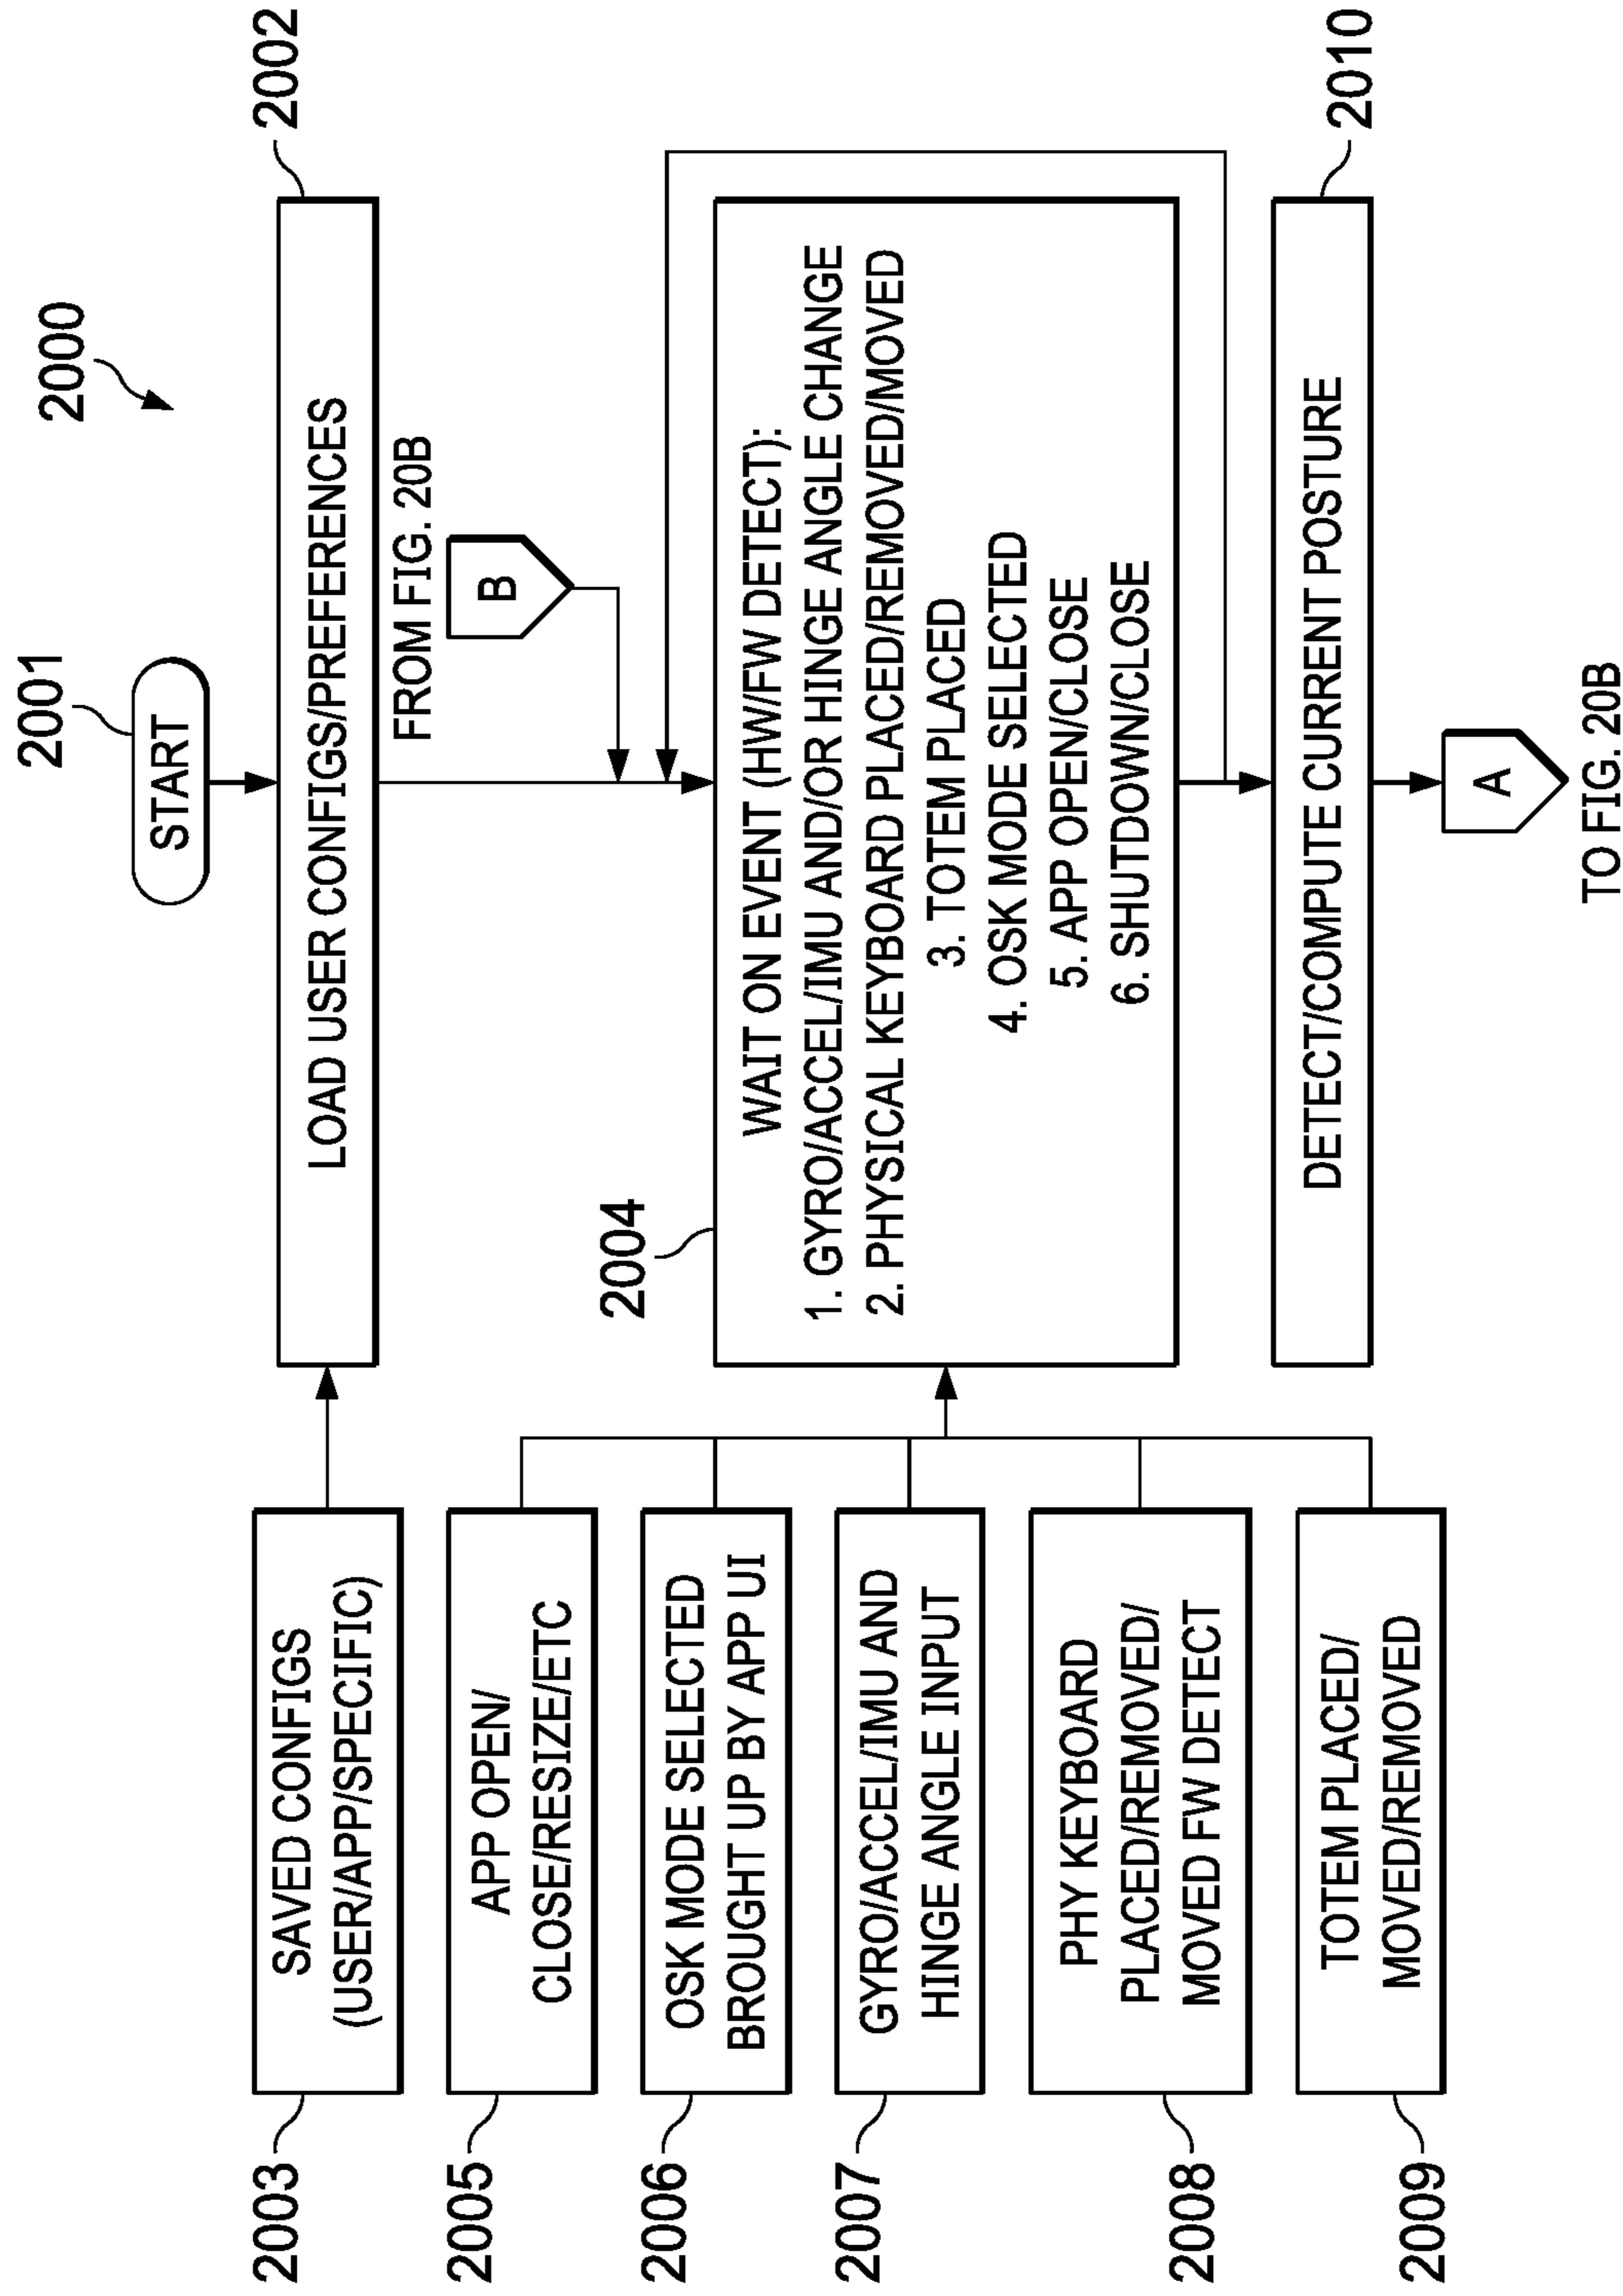 2000
2001
START
2002
LOAD USER CONFIGS/PREFERENCES
2003
SAVED CONFIGS
(USER/APP/SPECIFIC)
FROM FIG. 20B
B
2004
WAIT ON EVENT (HW/FW DETECT):
1. GYRO/ACCEL/IMU AND/OR HINGE ANGLE CHANGE
2. PHYSICAL KEYBOARD PLACED/REMOVED/MOVED
3. TOTEM PLACED
4. OSK MODE SELECTED
5. APP OPEN/CLOSE
6. SHUTDOWN/CLOSE
2005
APP OPEN/
CLOSE/RESIZE/ETC
2006
OSK MODE SELECTED
BROUGHT UP BY APP UI
2007
GYRO/ACCEL/IMU AND
HINGE ANGLE INPUT
2008
PHY KEYBOARD
PLACED/REMOVED/
MOVED FW DETECT
2009
TOTEM PLACED/
MOVED/REMOVED
2010
DETECT/COMPUTE CURRENT POSTURE
A
TO FIG. 20B